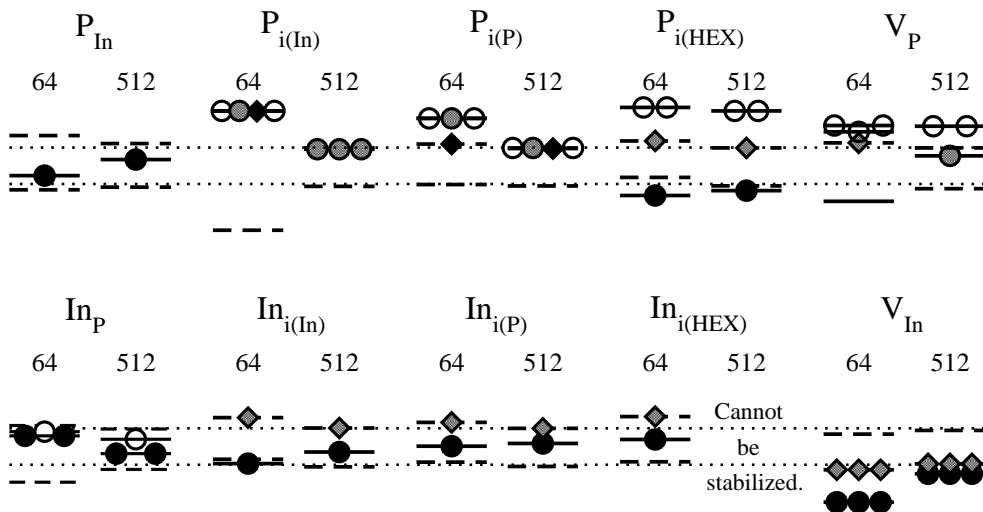 P_In P_i(In) P_i(P) P_i(HEX) V_P
64 512 64 512 64 512 64 512 64 512
In_P In_i(In) In_i(P) In_i(HEX) V_In
64 512 64 512 64 512 64 512 64 512
Cannot
be
stabilized.